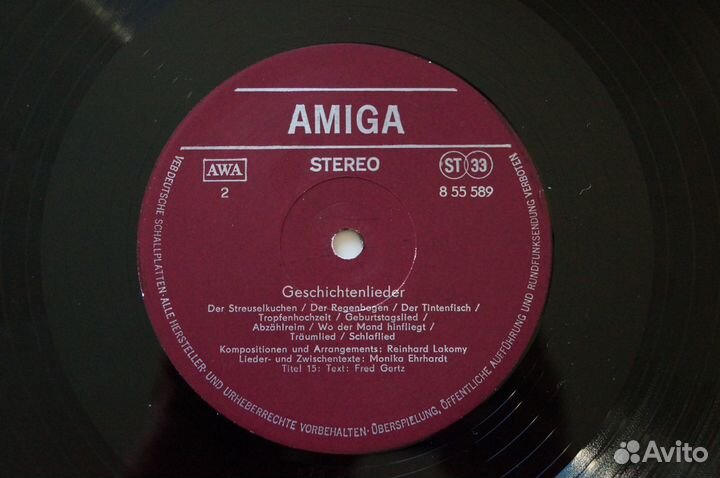 AMIGA
STEREO
AWA
2
ST 33
8 55 589
Geschichtenlieder
Der Streuselkuchen / Der Regenbogen / Der Tintenfisch /
Tropfenhochzeit / Geburtstagslied /
Abzählreim / Wo der Mond hinfliegt /
Träumlied / Schlaflied
Kompositionen und Arrangements: Reinhard Lakomy
Lieder- und Zwischentexte: Monika Ehrhardt
Titel 15: Text: Fred Gertz
VEB DEUTSCHE SCHALLPLATTEN · ALLE HERSTELLER- UND URHEBERRECHTE VORBEHALTEN · ÜBERSPIELUNG, ÖFFENTLICHE AUFFÜHRUNG UND RUNDFUNKSENDUNG VERBOTEN
Avito